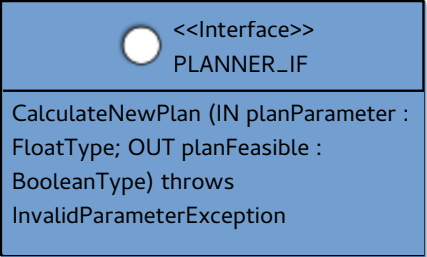 <<Interface>>
PLANNER_IF
CalculateNewPlan (IN planParameter :
FloatType; OUT planFeasible :
BooleanType) throws
InvalidParameterException